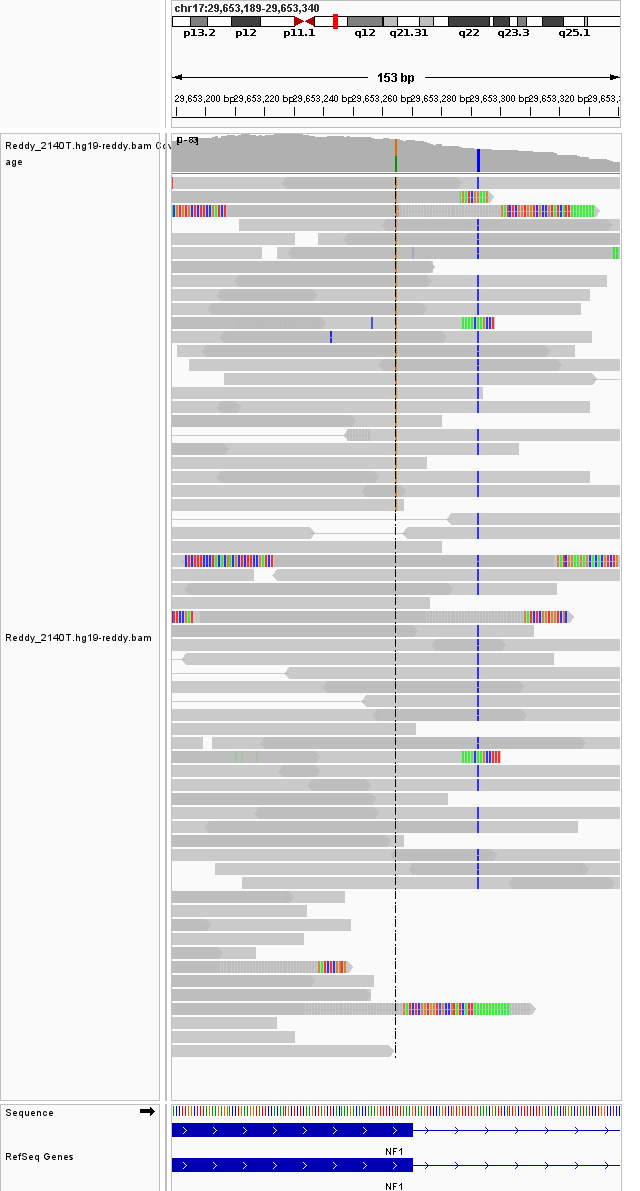 chr17:29,653,189-29,653,340
p13.2 p12 p11.1 q12 q21.31 q22 q23.3 q25.1
153 bp
29,653,200 bp 29,653,220 bp 29,653,240 bp 29,653,260 bp 29,653,280 bp 29,653,300 bp 29,653,320 bp
Reddy_2140T.hg19-reddy.bam Cov
age
[0-83]
Reddy_2140T.hg19-reddy.bam
Sequence
NF1
RefSeq Genes
NF1